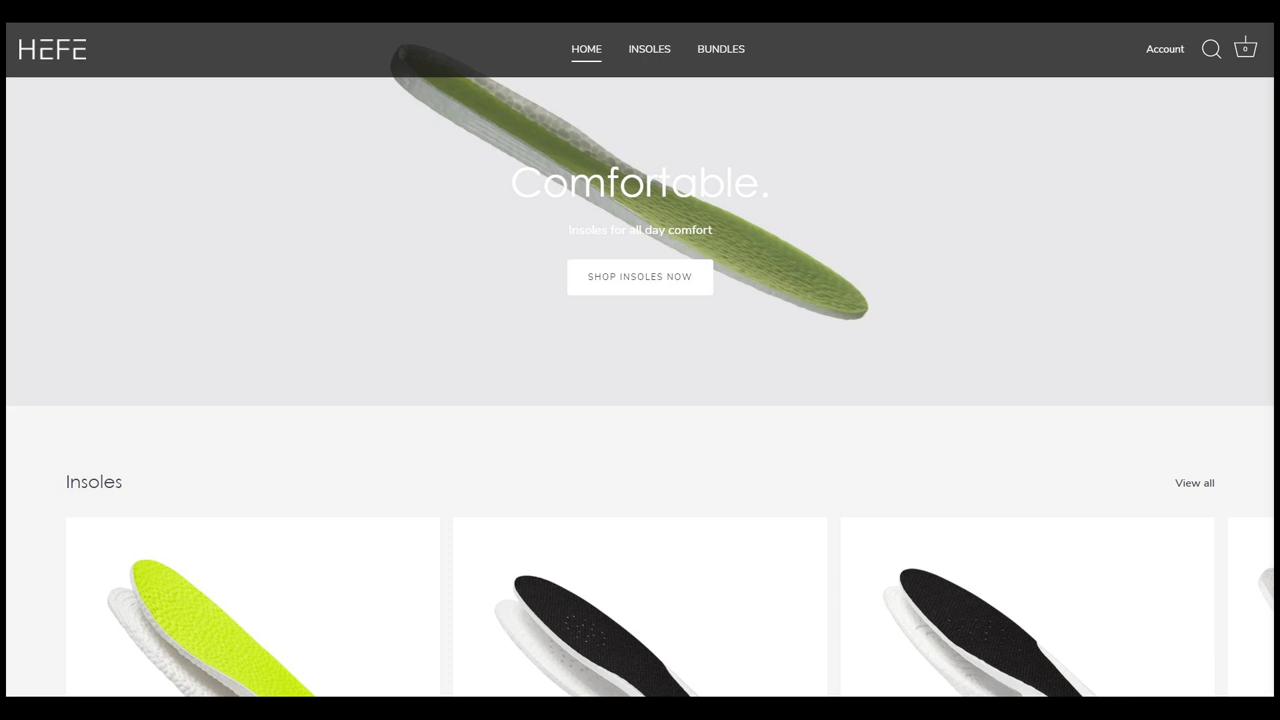 HEFE
HOME INSOLES BUNDLES
Account
0
Comfortable.
Insoles for all day comfort
SHOP INSOLES NOW
Insoles
View all